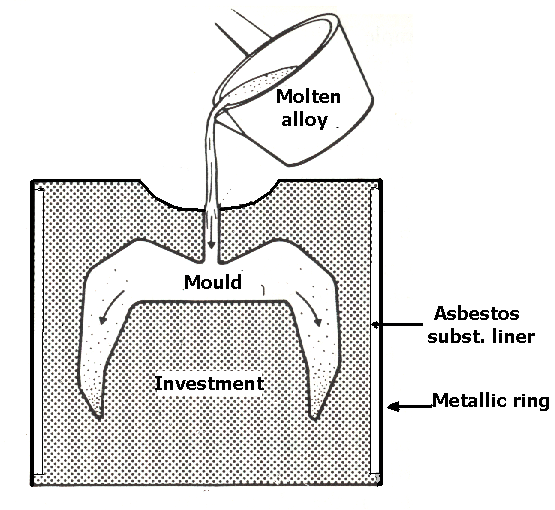 Molten
alloy
Mould
Asbestos
subst. liner
Investment
Metallic ring